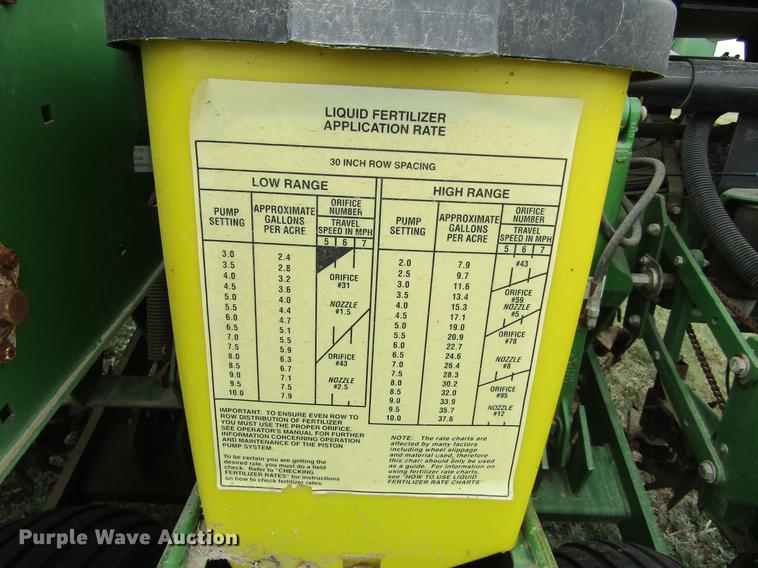 LIQUID FERTILIZER
APPLICATION RATE
30 INCH ROW SPACING
LOW RANGE
PUMP SETTING
APPROXIMATE GALLONS PER ACRE
ORIFICE NUMBER
TRAVEL SPEED IN MPH
5 6 7
3.0 2.4
3.5 2.8
4.0 3.2
4.5 3.6
5.0 4.0
5.5 4.4
6.0 4.7
6.5 5.1
7.0 5.5
7.5 5.9
8.0 6.3
8.5 6.7
9.0 7.1
9.5 7.5
10.0 7.9
ORIFICE
#31
NOZZLE
#1.5
ORIFICE
#43
NOZZLE
#2.5
HIGH RANGE
PUMP SETTING
APPROXIMATE GALLONS PER ACRE
ORIFICE NUMBER
TRAVEL SPEED IN MPH
5 6 7
2.0 7.9
2.5 9.7
3.0 11.6
3.5 13.4
4.0 15.3
4.5 17.1
5.0 19.0
5.5 20.9
6.0 22.7
6.5 24.6
7.0 26.4
7.5 28.3
8.0 30.2
8.5 32.0
9.0 33.9
9.5 35.7
10.0 37.6
#43
ORIFICE
#59
NOZZLE
#5
ORIFICE
#78
NOZZLE
#8
ORIFICE
#95
NOZZLE
#12
IMPORTANT: TO ENSURE EVEN ROW TO
ROW DISTRIBUTION OF FERTILIZER
YOU MUST USE THE PROPER ORIFICE.
SEE OPERATOR'S MANUAL FOR FURTHER
INFORMATION CONCERNING OPERATION
AND MAINTENANCE OF THE PISTON
PUMP SYSTEM.
To be certain you are getting the
desired rate, you must do a field
check. Refer to "CHECKING
FERTILIZER RATES" for instructions
on how to check fertilizer rates.
NOTE: The rate charts are
affected by many factors
including wheel slippage
and material used, therefore
this chart should only be used
as a guide. For information on
using fertilizer rate charts,
see "HOW TO USE LIQUID
FERTILIZER RATE CHARTS"
Purple Wave Auction